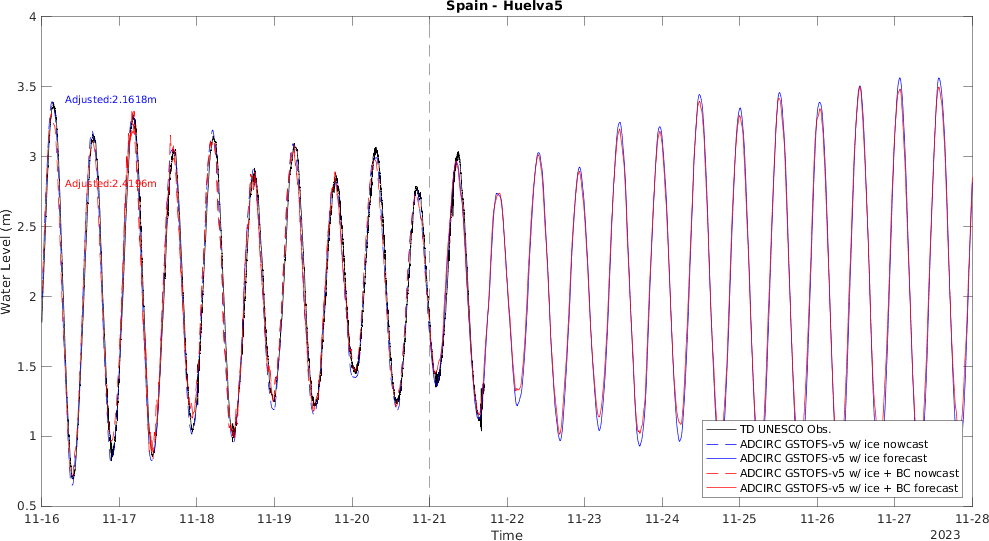 Spain - Huelva5
4
3.5
3
2.5
2
1.5
1
0.5
Water Level (m)
Adjusted:2.1618m
Adjusted:2.4196m
TD UNESCO Obs.
ADCIRC GSTOFS-v5 w/ ice nowcast
ADCIRC GSTOFS-v5 w/ ice forecast
ADCIRC GSTOFS-v5 w/ ice + BC nowcast
ADCIRC GSTOFS-v5 w/ ice + BC forecast
11-16 11-17 11-18 11-19 11-20 11-21 11-22 11-23 11-24 11-25 11-26 11-27 11-28
Time
2023